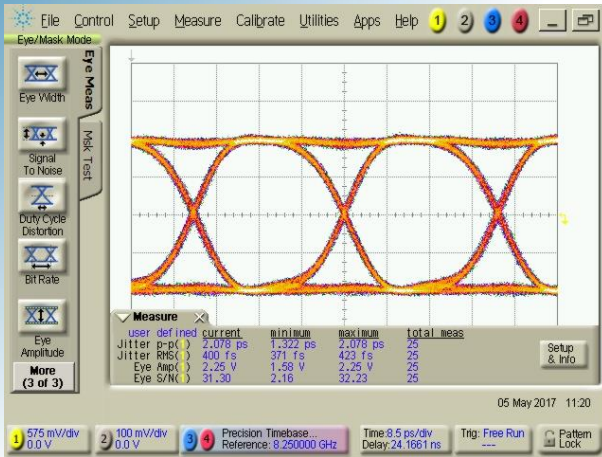 File Control Setup Measure Calibrate Utilities Apps Help 1 2 3 4
Eye/Mask Mode
Eye Meas
Msk Test
Eye Width
Signal
To Noise
Duty Cycle
Distortion
Bit Rate
Eye
Amplitude
More
(3 of 3)
Measure
user defined current minimum maximum total meas
Jitter p-p(1) 2.078 ps 1.322 ps 2.078 ps 25
Jitter RMS(1) 400 fs 371 fs 423 fs 25
Eye Amp(1) 2.25 V 1.58 V 2.25 V 25
Eye S/N(1) 31.30 2.16 32.23 25
Setup
& Info
05 May 2017 11:20
1 575 mV/div
0.0 V
2 100 mV/div
0.0 V
3 4 Precision Timebase...
Reference: 8.250000 GHz
Time:8.5 ps/div
Delay:24.1661 ns
Trig: Free Run
---
Pattern
Lock